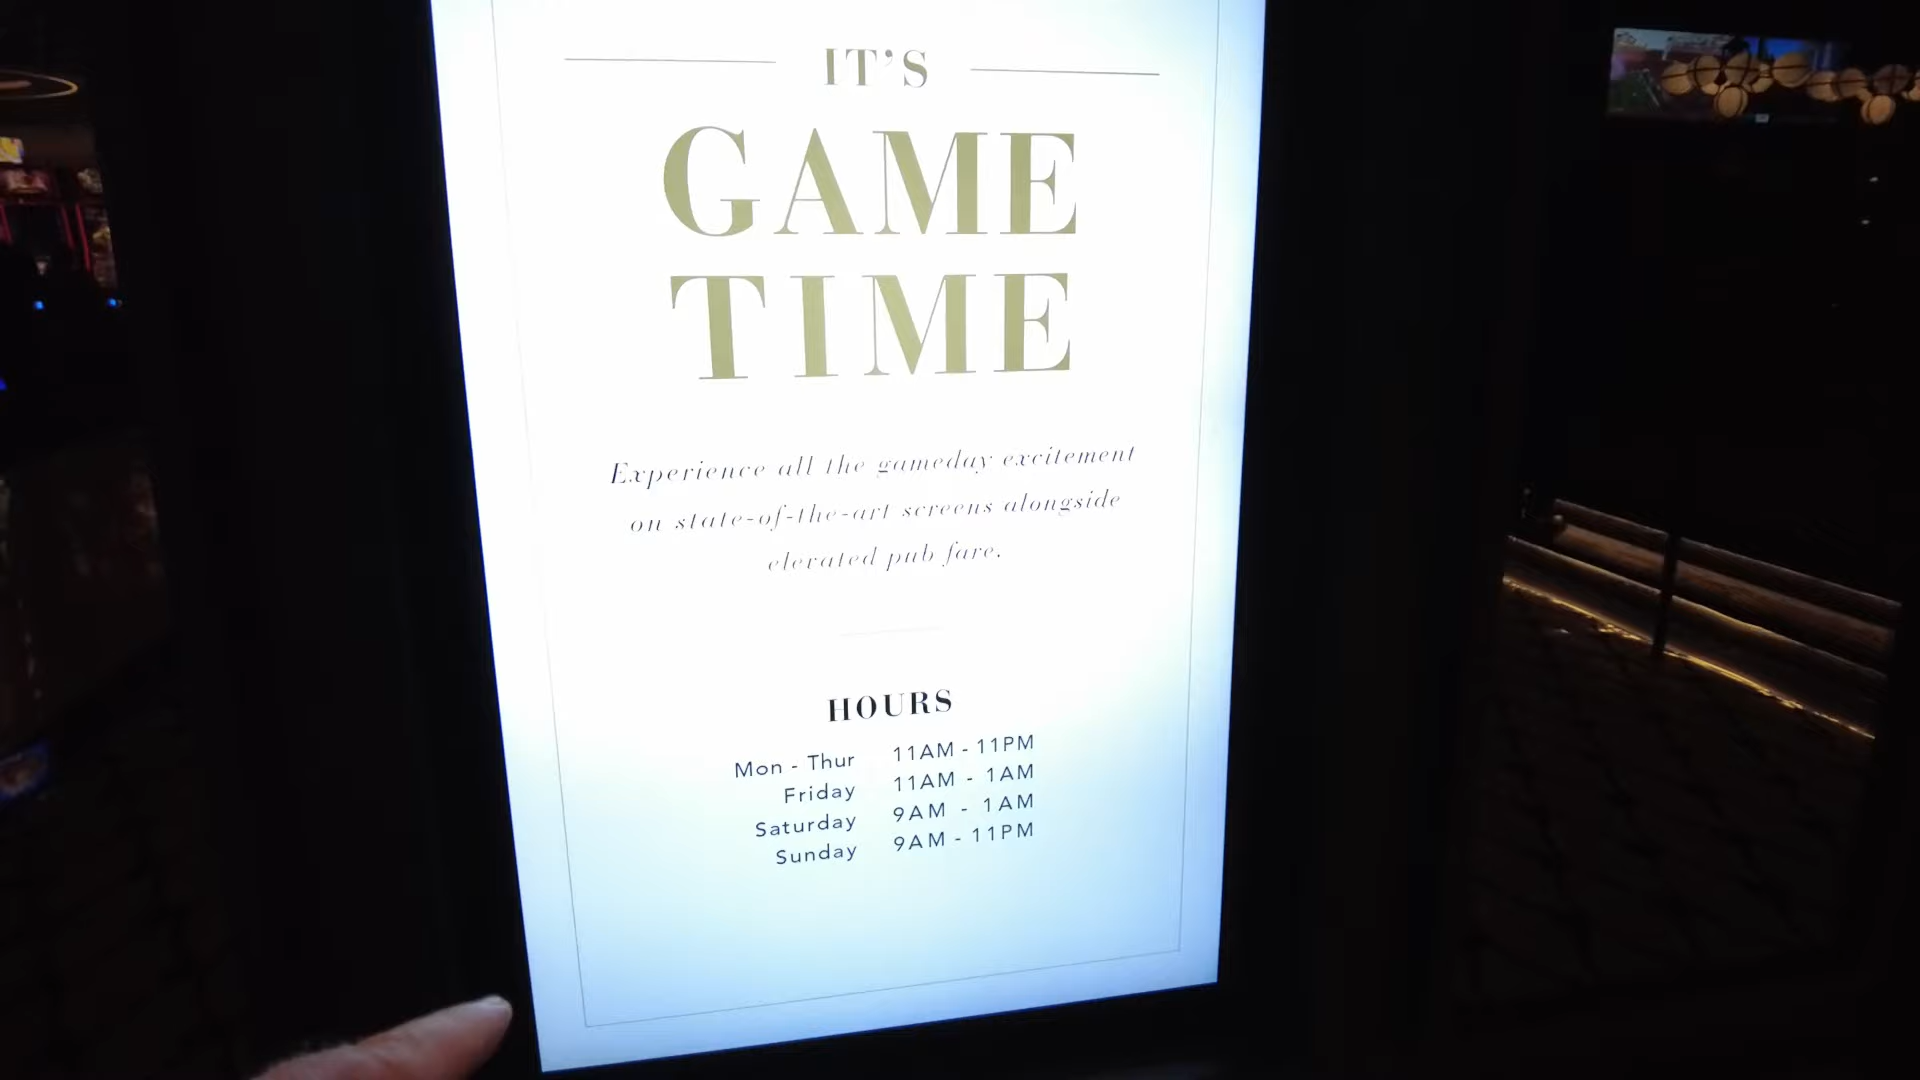 IT'S
GAME
TIME
Experience all the gameday excitement
on state-of-the-art screens alongside
elevated pub fare.
HOURS
Mon - Thur 11AM - 11PM
Friday 11AM - 1AM
Saturday 9AM - 1AM
Sunday 9AM - 11PM